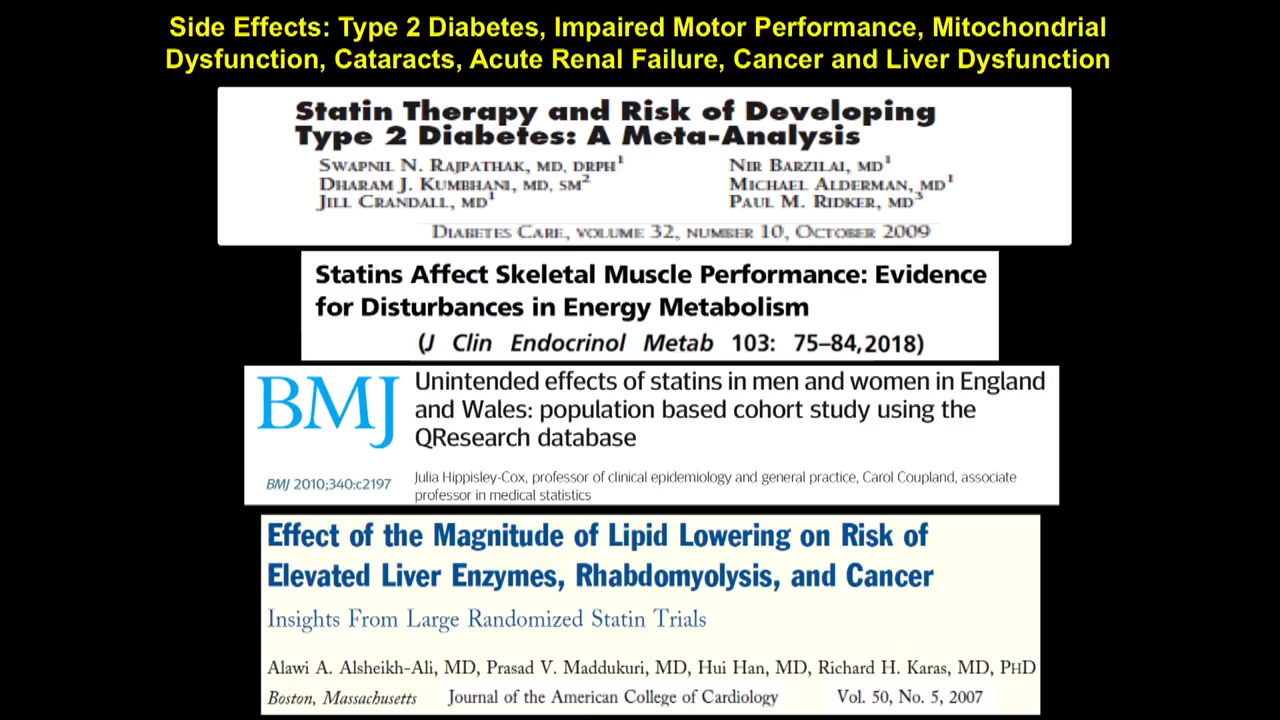 Side Effects: Type 2 Diabetes, Impaired Motor Performance, Mitochondrial
Dysfunction, Cataracts, Acute Renal Failure, Cancer and Liver Dysfunction
Statin Therapy and Risk of Developing
Type 2 Diabetes: A Meta-Analysis
SWAPNIL N. RAJPATHAK, MD, DRPH1
DHARAM J. KUMBHANI, MD, SM2
JILL CRANDALL, MD1
NIR BARZILAI, MD1
MICHAEL ALDERMAN, MD1
PAUL M. RIDKER, MD3
DIABETES CARE, VOLUME 32, NUMBER 10, OCTOBER 2009
Statins Affect Skeletal Muscle Performance: Evidence
for Disturbances in Energy Metabolism
(J Clin Endocrinol Metab 103: 75–84,2018)
BMJ
Unintended effects of statins in men and women in England
and Wales: population based cohort study using the
QResearch database
BMJ 2010;340:c2197
Julia Hippisley-Cox, professor of clinical epidemiology and general practice, Carol Coupland, associate
professor in medical statistics
Effect of the Magnitude of Lipid Lowering on Risk of
Elevated Liver Enzymes, Rhabdomyolysis, and Cancer
Insights From Large Randomized Statin Trials
Alawi A. Alsheikh-Ali, MD, Prasad V. Maddukuri, MD, Hui Han, MD, Richard H. Karas, MD, PHD
Boston, Massachusetts Journal of the American College of Cardiology Vol. 50, No. 5, 2007